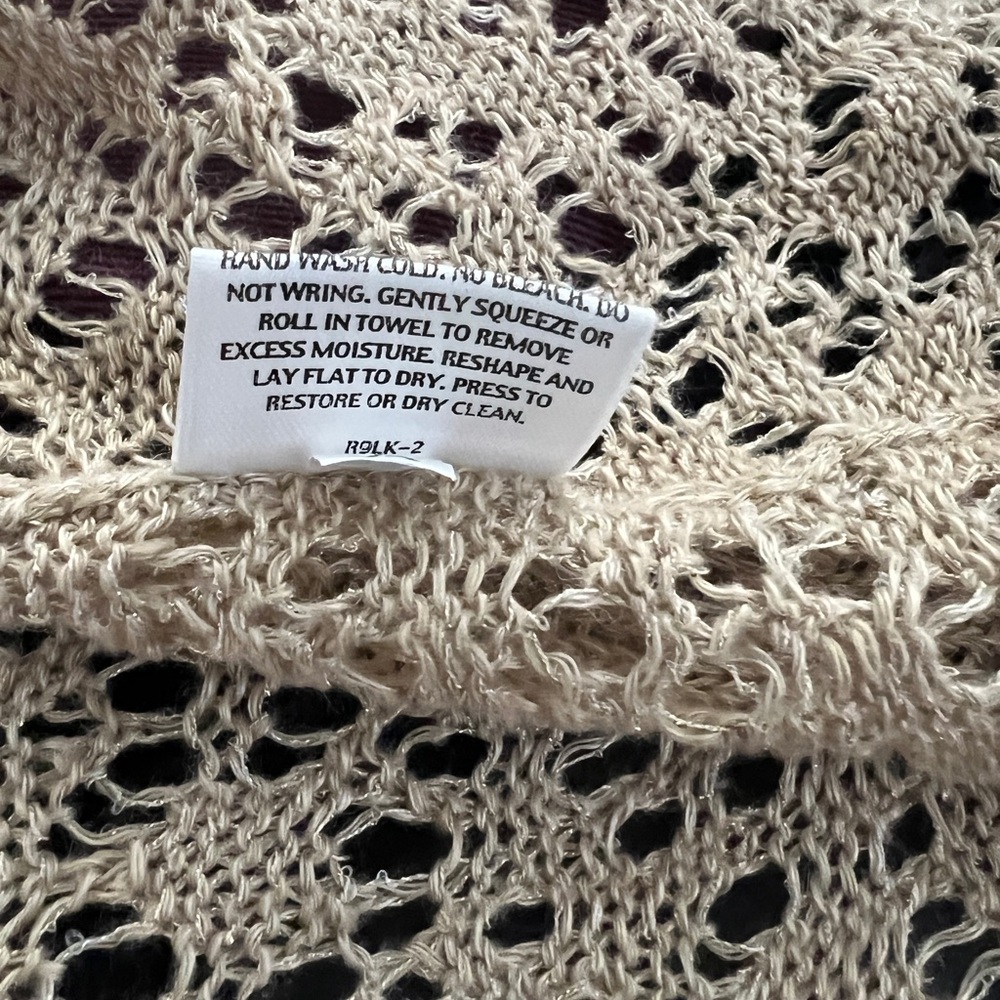 HAND WASH COLD. NO BLEACH. DO
NOT WRING. GENTLY SQUEEZE OR
ROLL IN TOWEL TO REMOVE
EXCESS MOISTURE. RESHAPE AND
LAY FLAT TO DRY. PRESS TO
RESTORE OR DRY CLEAN.
R9LK-2